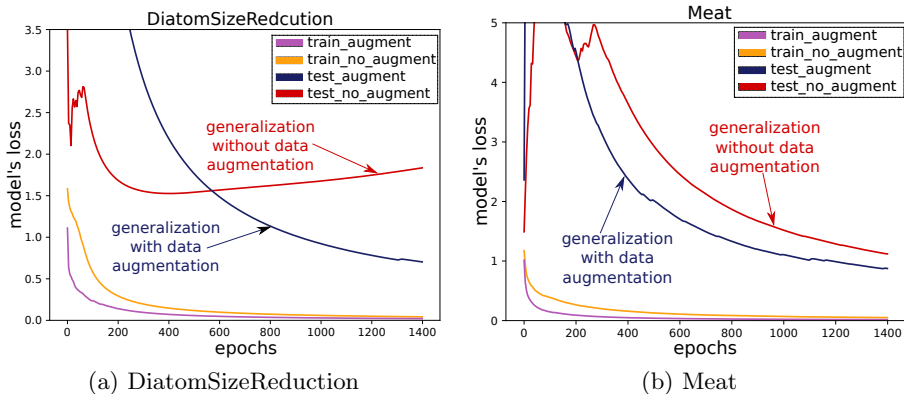 DiatomSizeRedcution
3.5
3.0
2.5
2.0
1.5
1.0
0.5
0.0
model's loss
train_augment
train_no_augment
test_augment
test_no_augment
generalization
without data
augmentation
generalization
with data
augmentation
0 200 400 600 800 1000 1200 1400
epochs
(a) DiatomSizeReduction
Meat
5
4
3
2
1
0
model's loss
train_augment
train_no_augment
test_augment
test_no_augment
generalization
without data
augmentation
generalization
with data
augmentation
0 200 400 600 800 1000 1200 1400
epochs
(b) Meat